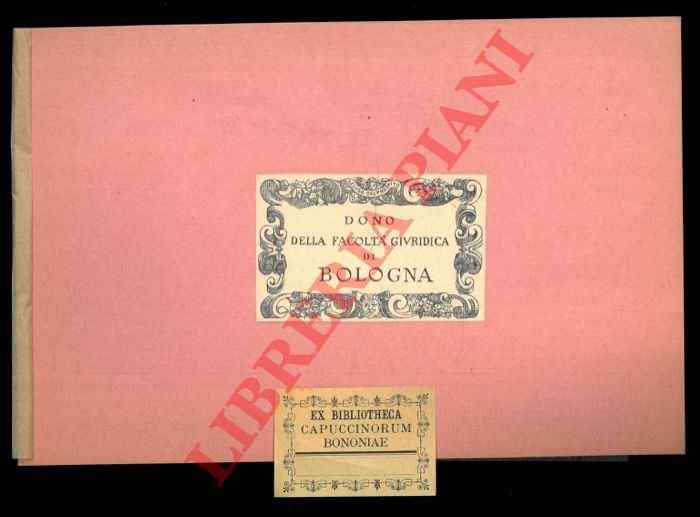 DONO
DELLA FACOLTÀ GIVRIDICA
DI
BOLOGNA
EX BIBLIOTHECA
CAPUCCINORUM
BONONIAE
LIBRERIA PIANI